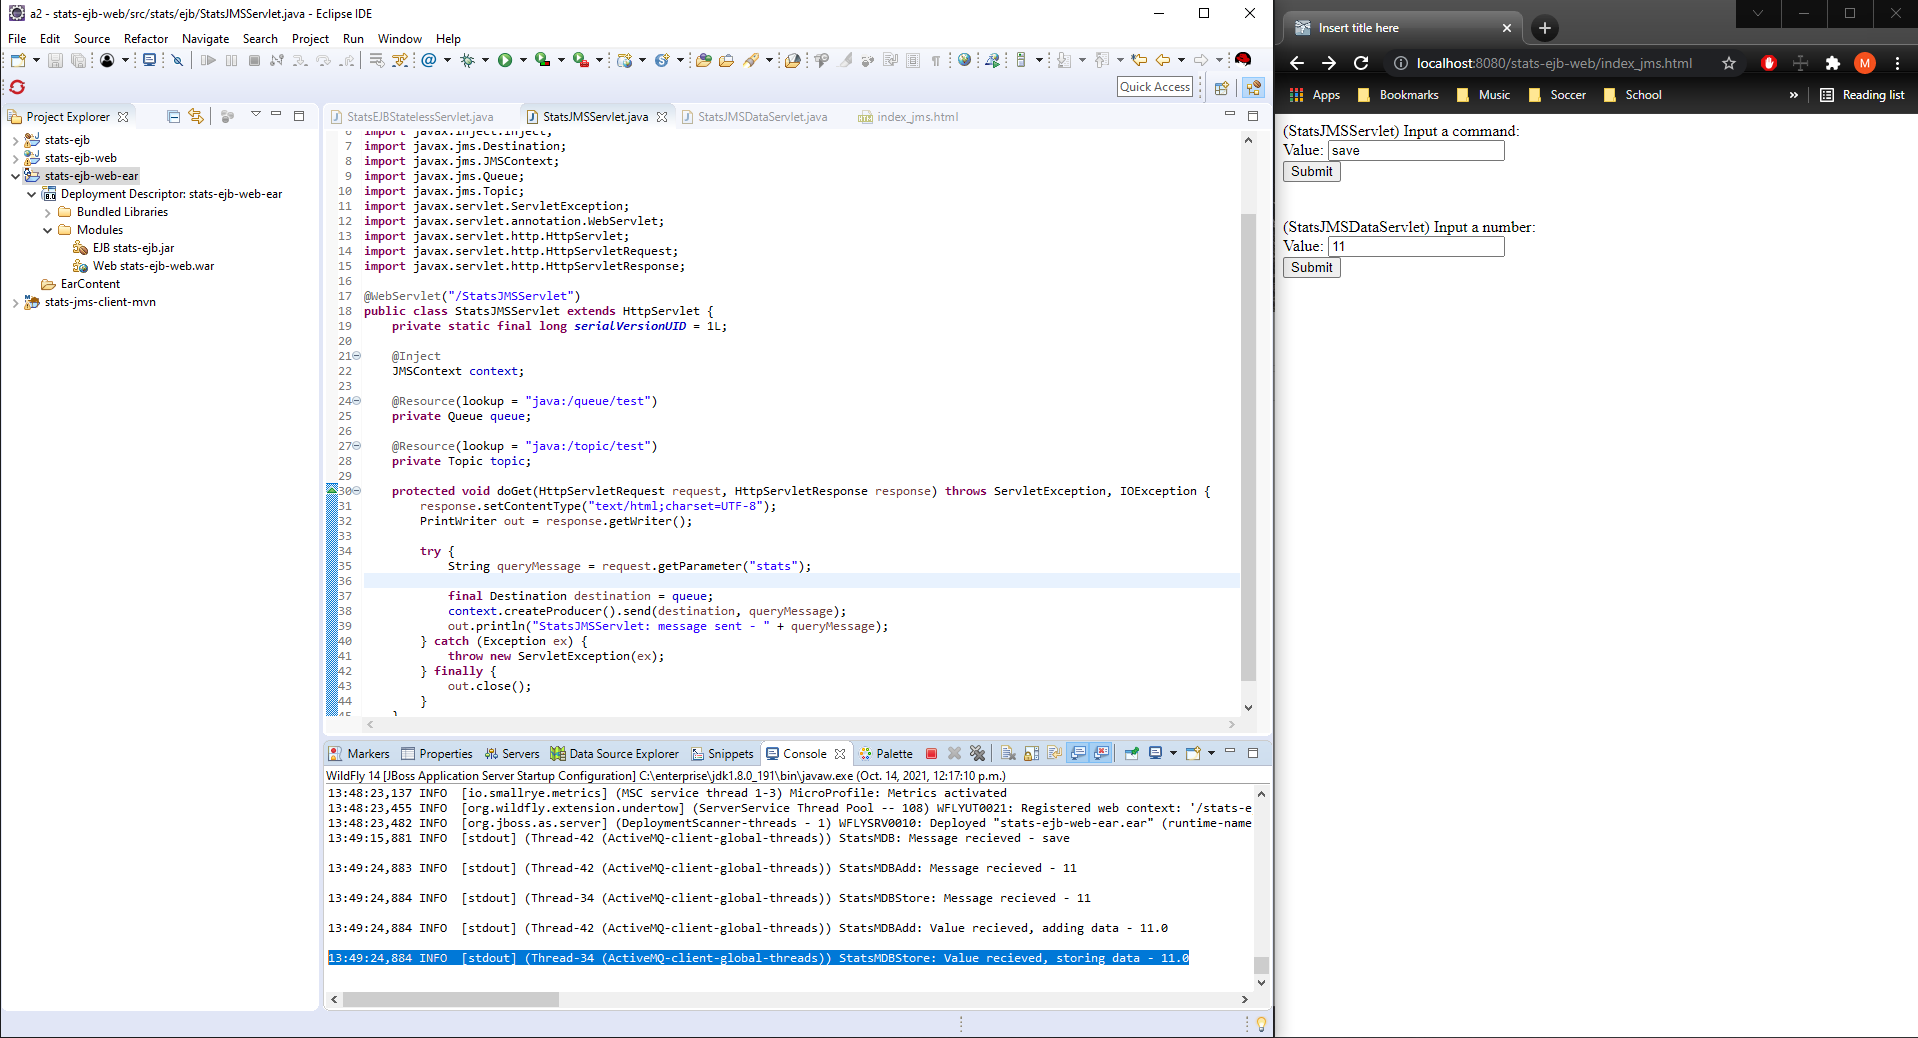 a2 - stats-ejb-web/src/stats/ejb/StatsJMSServlet.java - Eclipse IDE
File Edit Source Refactor Navigate Search Project Run Window Help
Quick Access
Project Explorer
stats-ejb
stats-ejb-web
stats-ejb-web-ear
Deployment Descriptor: stats-ejb-web-ear
Bundled Libraries
Modules
EJB stats-ejb.jar
Web stats-ejb-web.war
EarContent
stats-jms-client-mvn
StatsEJBStatelessServlet.java StatsJMSServlet.java StatsJMSDataServlet.java index_jms.html
6 import javax.inject.Inject;
7 import javax.jms.Destination;
8 import javax.jms.JMSContext;
9 import javax.jms.Queue;
10 import javax.jms.Topic;
11 import javax.servlet.ServletException;
12 import javax.servlet.annotation.WebServlet;
13 import javax.servlet.http.HttpServlet;
14 import javax.servlet.http.HttpServletRequest;
15 import javax.servlet.http.HttpServletResponse;
16
17 @WebServlet("/StatsJMSServlet")
18 public class StatsJMSServlet extends HttpServlet {
19 private static final long serialVersionUID = 1L;
20
21 @Inject
22 JMSContext context;
23
24 @Resource(lookup = "java:/queue/test")
25 private Queue queue;
26
27 @Resource(lookup = "java:/topic/test")
28 private Topic topic;
29
30 protected void doGet(HttpServletRequest request, HttpServletResponse response) throws ServletException, IOException {
31 response.setContentType("text/html;charset=UTF-8");
32 PrintWriter out = response.getWriter();
33
34 try {
35 String queryMessage = request.getParameter("stats");
36
37 final Destination destination = queue;
38 context.createProducer().send(destination, queryMessage);
39 out.println("StatsJMSServlet: message sent - " + queryMessage);
40 } catch (Exception ex) {
41 throw new ServletException(ex);
42 } finally {
43 out.close();
44 }
45 }
Markers Properties Servers Data Source Explorer Snippets Console Palette
WildFly 14 [JBoss Application Server Startup Configuration] C:\enterprise\jdk1.8.0_191\bin\javaw.exe (Oct. 14, 2021, 12:17:10 p.m.)
13:48:23,137 INFO [io.smallrye.metrics] (MSC service thread 1-3) MicroProfile: Metrics activated
13:48:23,455 INFO [org.wildfly.extension.undertow] (ServerService Thread Pool -- 108) WFLYUT0021: Registered web context: '/stats-e
13:48:23,482 INFO [org.jboss.as.server] (DeploymentScanner-threads - 1) WFLYSRV0010: Deployed "stats-ejb-web-ear.ear" (runtime-name
13:49:15,881 INFO [stdout] (Thread-42 (ActiveMQ-client-global-threads)) StatsMDB: Message recieved - save
13:49:24,883 INFO [stdout] (Thread-42 (ActiveMQ-client-global-threads)) StatsMDBAdd: Message recieved - 11
13:49:24,884 INFO [stdout] (Thread-34 (ActiveMQ-client-global-threads)) StatsMDBStore: Message recieved - 11
13:49:24,884 INFO [stdout] (Thread-42 (ActiveMQ-client-global-threads)) StatsMDBAdd: Value recieved, adding data - 11.0
13:49:24,884 INFO [stdout] (Thread-34 (ActiveMQ-client-global-threads)) StatsMDBStore: Value recieved, storing data - 11.0
Insert title here
localhost:8080/stats-ejb-web/index_jms.html
M
Apps Bookmarks Music Soccer School » Reading list
(StatsJMSServlet) Input a command:
Value: save
Submit
(StatsJMSDataServlet) Input a number:
Value: 11
Submit